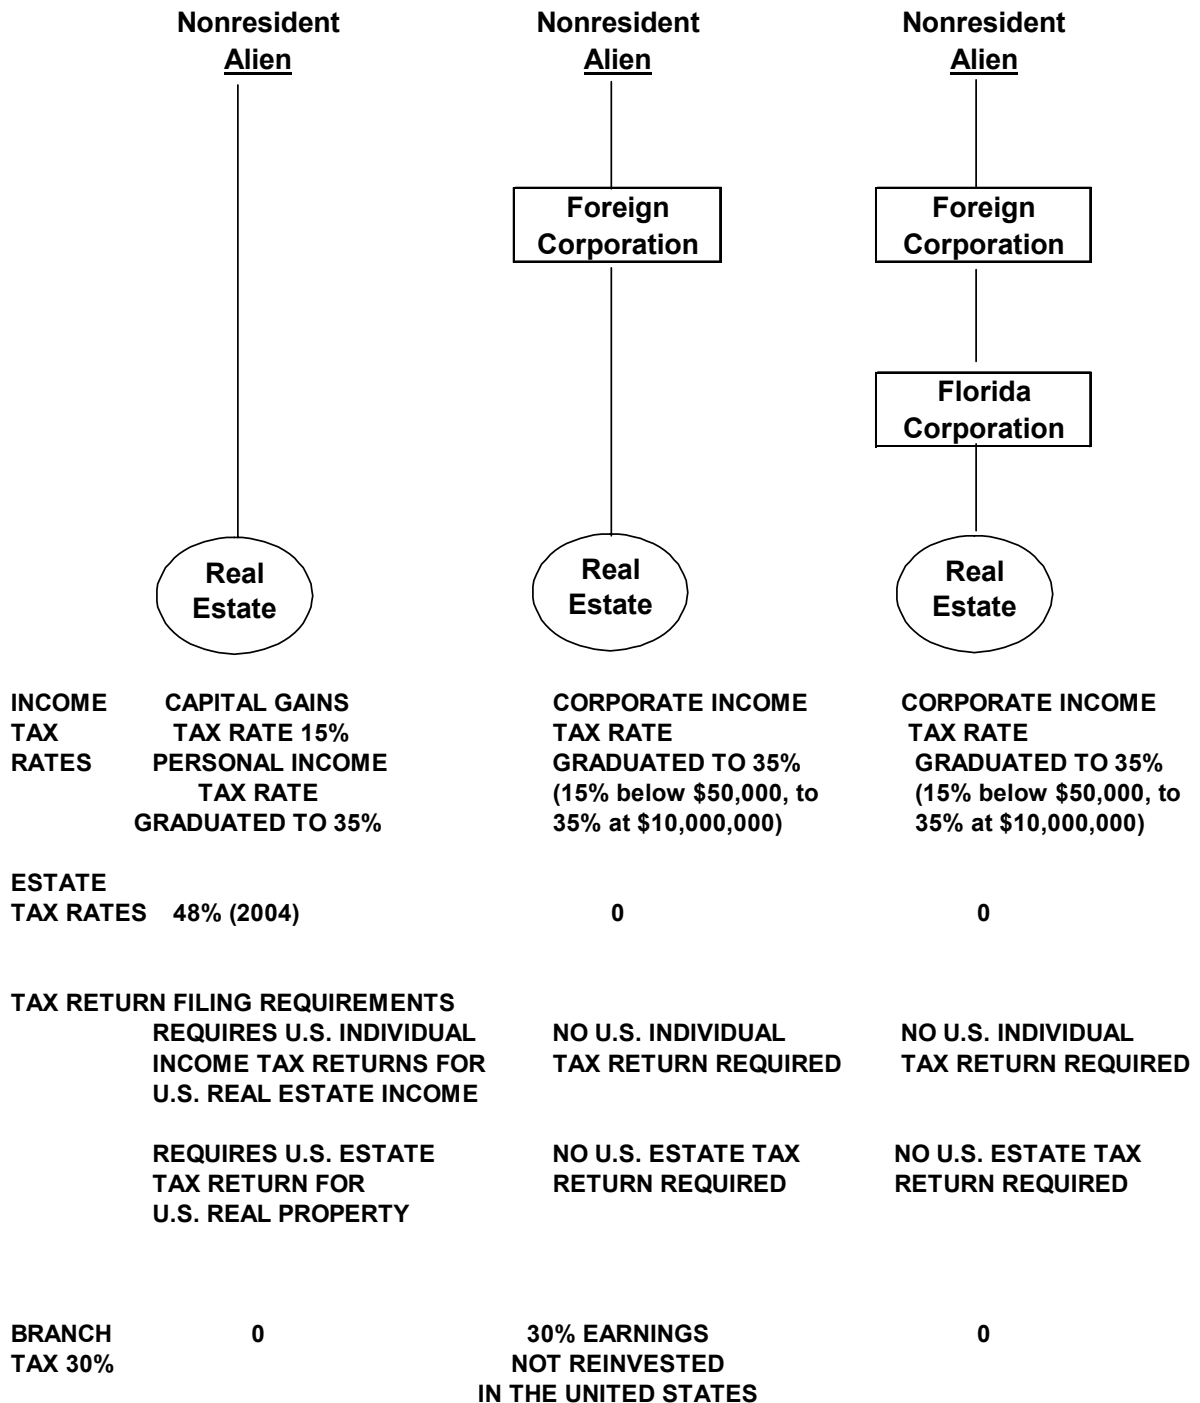 Nonresident Nonresident Nonresident
Alien Alien Alien
Foreign Foreign
Corporation Corporation
Florida
Corporation
Real Real Real
Estate Estate Estate
INCOME CAPITAL GAINS CORPORATE INCOME CORPORATE INCOME
TAX TAX RATE 15% TAX RATE TAX RATE
RATES PERSONAL INCOME GRADUATED TO 35% GRADUATED TO 35%
TAX RATE (15% below $50,000, to (15% below $50,000, to
GRADUATED TO 35% 35% at $10,000,000) 35% at $10,000,000)
ESTATE
TAX RATES 48% (2004) 0 0
TAX RETURN FILING REQUIREMENTS
REQUIRES U.S. INDIVIDUAL NO U.S. INDIVIDUAL NO U.S. INDIVIDUAL
INCOME TAX RETURNS FOR TAX RETURN REQUIRED TAX RETURN REQUIRED
U.S. REAL ESTATE INCOME
REQUIRES U.S. ESTATE NO U.S. ESTATE TAX NO U.S. ESTATE TAX
TAX RETURN FOR RETURN REQUIRED RETURN REQUIRED
U.S. REAL PROPERTY
BRANCH 0 30% EARNINGS 0
TAX 30% NOT REINVESTED
IN THE UNITED STATES